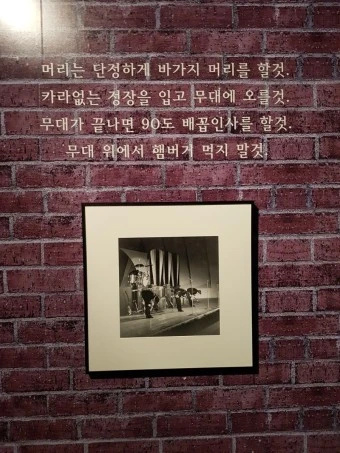 머리는 단정하게 바가지 머리를 할것.
카라없는 정장을 입고 무대에 오를것.
무대가 끝나면 90도 배꼽인사를 할것.
무대 위에서 햄버거 먹지 말것.